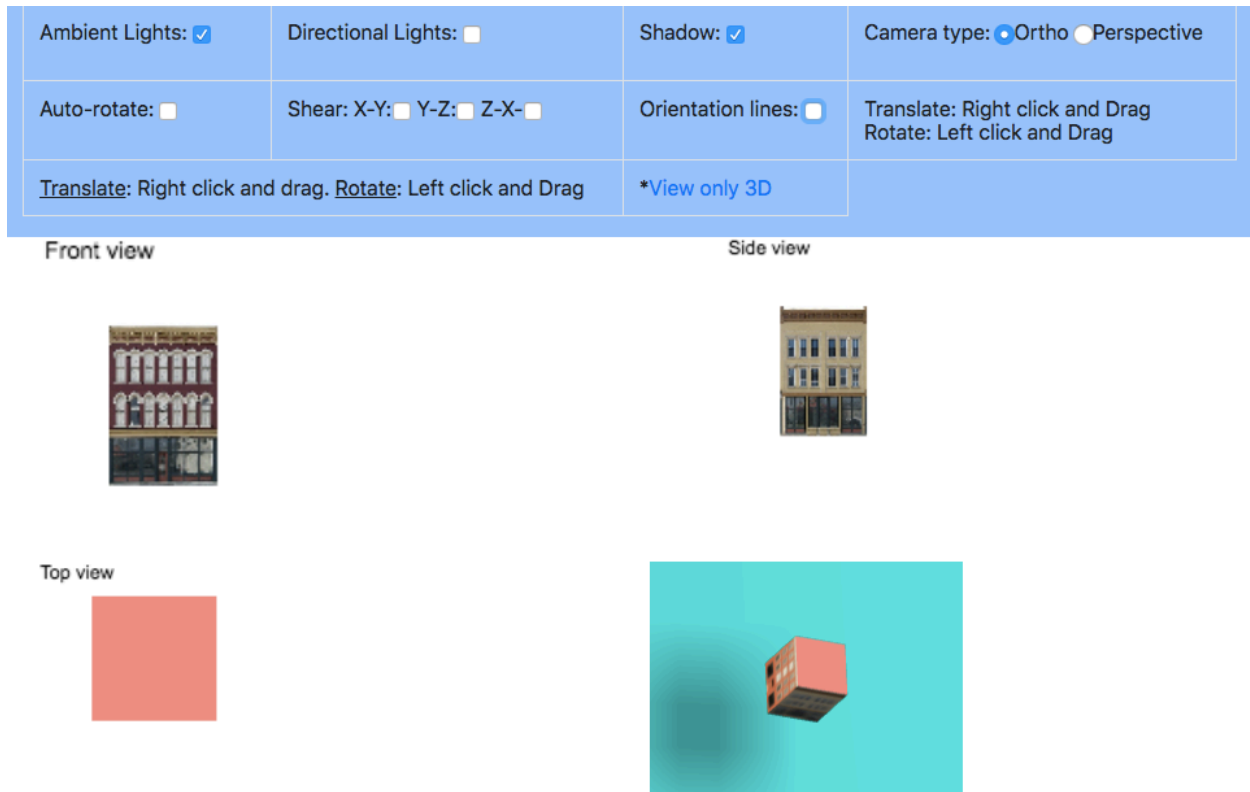 Ambient Lights:
Directional Lights:
Shadow:
Camera type: Ortho Perspective
Auto-rotate:
Shear: X-Y: Y-Z: Z-X-
Orientation lines:
Translate: Right click and Drag
Rotate: Left click and Drag
Translate: Right click and drag. Rotate: Left click and Drag
*View only 3D
Front view
Side view
Top view